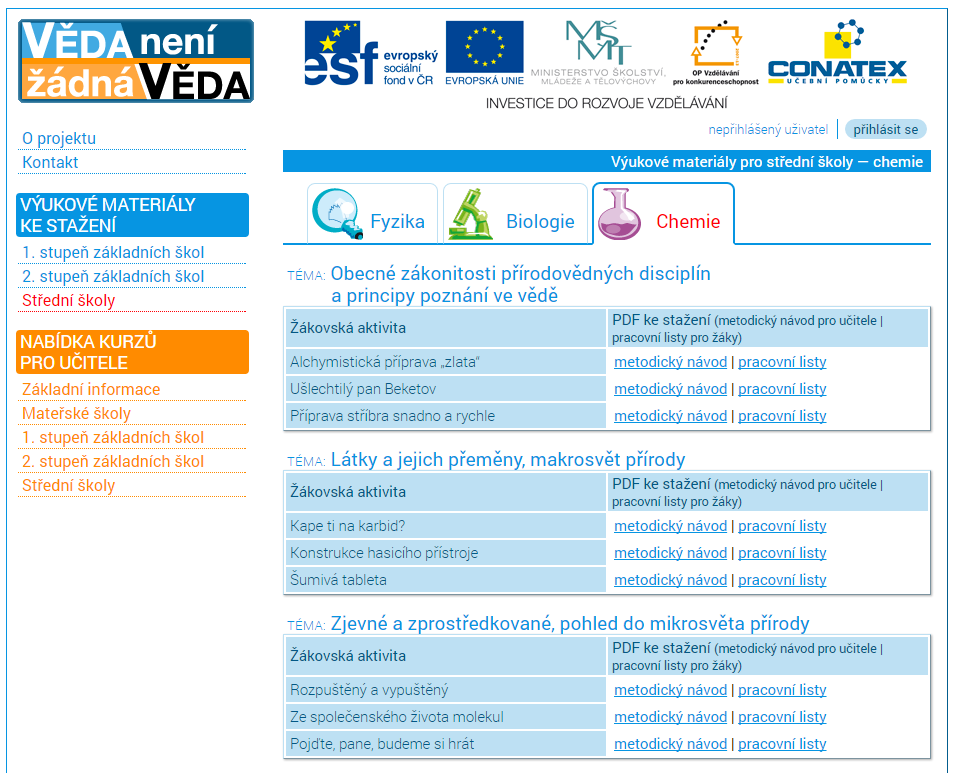 VĚDA není
žádná VĚDA
esf evropský
sociální
fond v ČR
EVROPSKÁ UNIE
MŠMT
MINISTERSTVO ŠKOLSTVÍ,
MLÁDEŽE A TĚLOVÝCHOVY
OP Vzdělávání
pro konkurenceschopnost
CONATEX
UČEBNÍ POMŮCKY
INVESTICE DO ROZVOJE VZDĚLÁVÁNÍ
nepřihlášený uživatel
přihlásit se
O projektu
Kontakt
VÝUKOVÉ MATERIÁLY
KE STAŽENÍ
1. stupeň základních škol
2. stupeň základních škol
Střední školy
NABÍDKA KURZŮ
PRO UČITELE
Základní informace
Mateřské školy
1. stupeň základních škol
2. stupeň základních škol
Střední školy
Výukové materiály pro střední školy — chemie
Fyzika
Biologie
Chemie
TÉMA: Obecné zákonitosti přírodovědných disciplín
a principy poznání ve vědě
Žákovská aktivita
PDF ke stažení (metodický návod pro učitele |
pracovní listy pro žáky)
Alchymistická příprava „zlata“ metodický návod | pracovní listy
Ušlechtilý pan Beketov metodický návod | pracovní listy
Příprava stříbra snadno a rychle metodický návod | pracovní listy
TÉMA: Látky a jejich přeměny, makrosvět přírody
Žákovská aktivita
PDF ke stažení (metodický návod pro učitele |
pracovní listy pro žáky)
Kape ti na karbid? metodický návod | pracovní listy
Konstrukce hasicího přístroje metodický návod | pracovní listy
Šumivá tableta metodický návod | pracovní listy
TÉMA: Zjevné a zprostředkované, pohled do mikrosvěta přírody
Žákovská aktivita
PDF ke stažení (metodický návod pro učitele |
pracovní listy pro žáky)
Rozpuštěný a vypuštěný metodický návod | pracovní listy
Ze společenského života molekul metodický návod | pracovní listy
Pojďte, pane, budeme si hrát metodický návod | pracovní listy